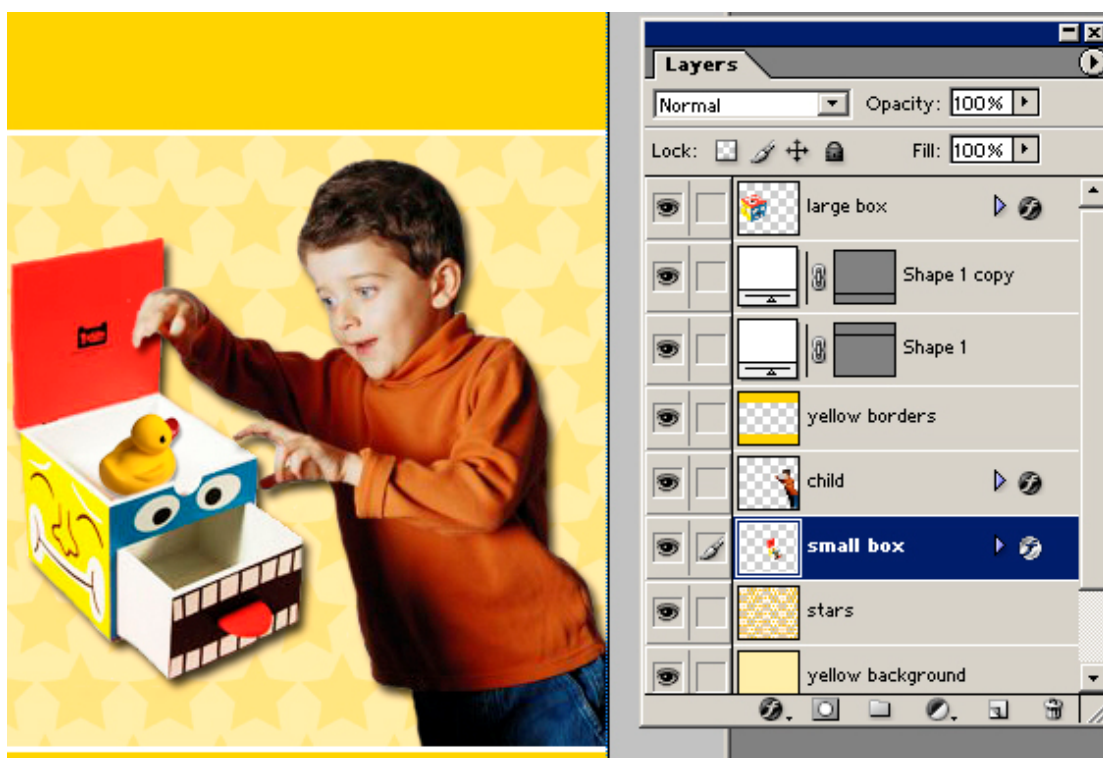 Layers
Normal Opacity: 100%
Lock: Fill: 100%
large box
Shape 1 copy
Shape 1
yellow borders
child
small box
stars
yellow background